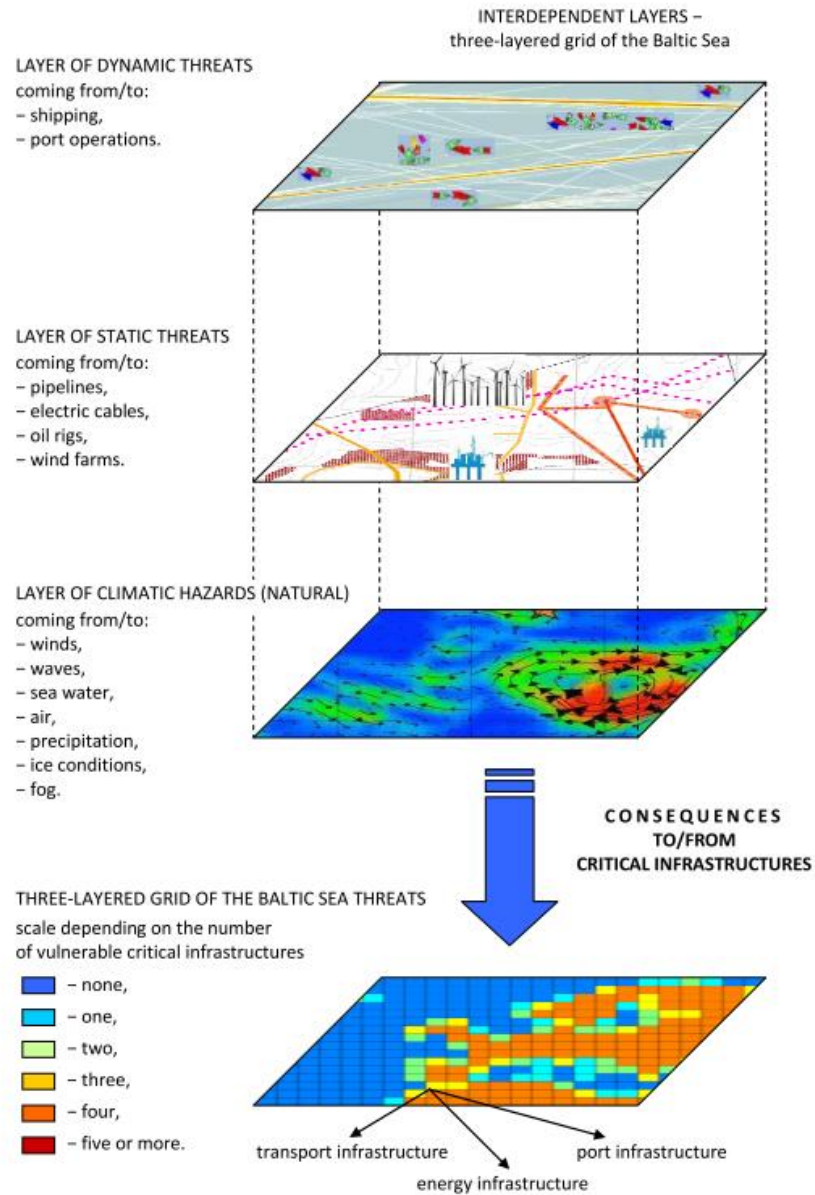 INTERDEPENDENT LAYERS –
three-layered grid of the Baltic Sea
LAYER OF DYNAMIC THREATS
coming from/to:
– shipping,
– port operations.
LAYER OF STATIC THREATS
coming from/to:
– pipelines,
– electric cables,
– oil rigs,
– wind farms.
LAYER OF CLIMATIC HAZARDS (NATURAL)
coming from/to:
– winds,
– waves,
– sea water,
– air,
– precipitation,
– ice conditions,
– fog.
CONSEQUENCES
TO/FROM
CRITICAL INFRASTRUCTURES
THREE-LAYERED GRID OF THE BALTIC SEA THREATS
scale depending on the number
of vulnerable critical infrastructures
– none,
– one,
– two,
– three,
– four,
– five or more.
transport infrastructure
port infrastructure
energy infrastructure